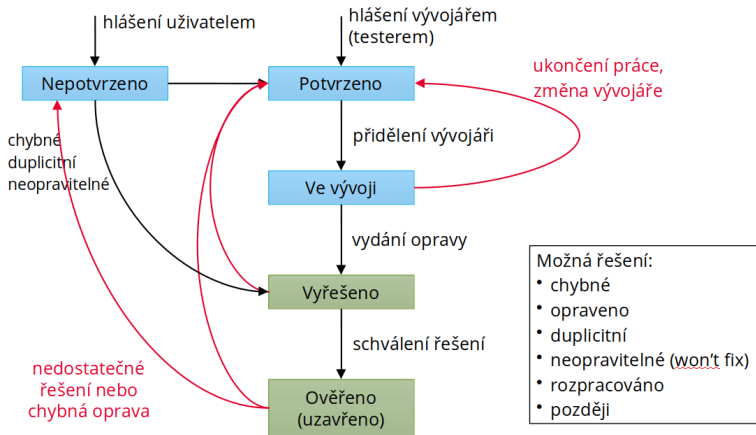 hlášení uživatelem
hlášení vývojářem
(testerem)
Nepotvrzeno
Potvrzeno
ukončení práce,
změna vývojáře
chybné
duplicitní
neopravitelné
přidělení vývojáři
Ve vývoji
vydání opravy
Vyřešeno
schválení řešení
nedostatečné
řešení nebo
chybná oprava
Ověřeno
(uzavřeno)
Možná řešení:
• chybné
• opraveno
• duplicitní
• neopravitelné (won't fix)
• rozpracováno
• později